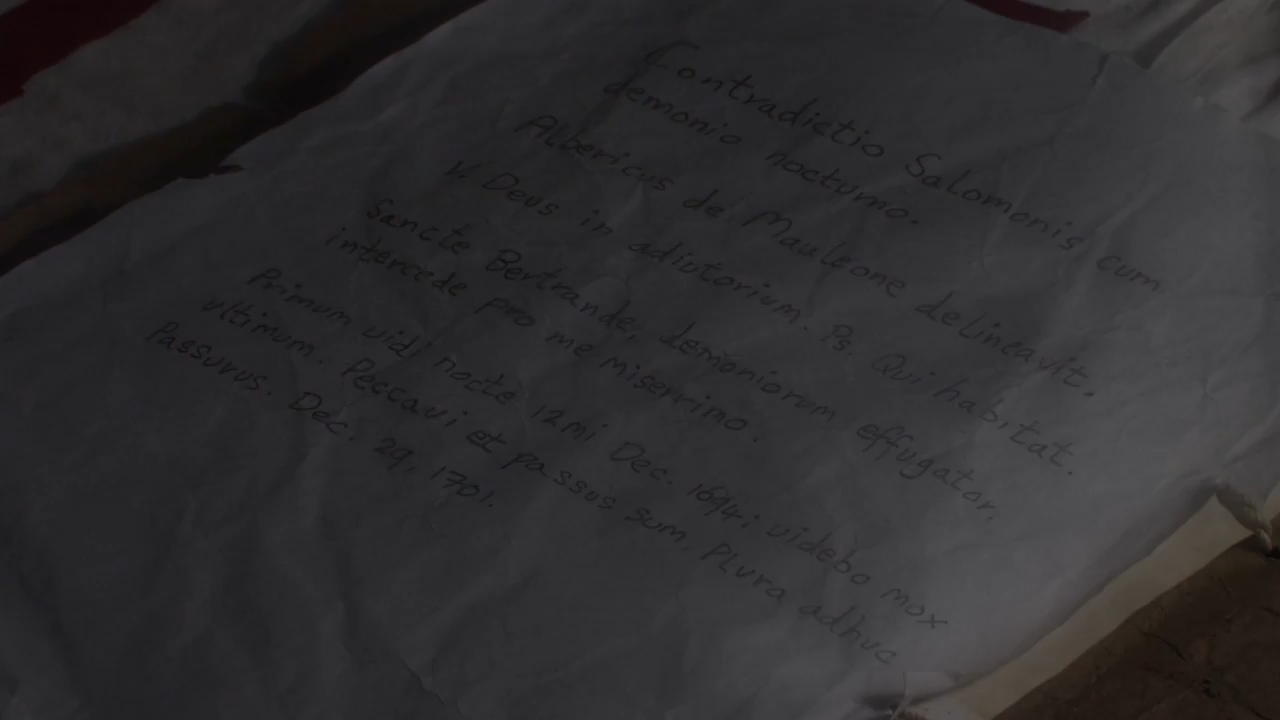 Contradictio Salomonis cum
demonio nocturno.
Albericus de Mauleone delineavit.
V. Deus in adiutorium. Ps. Qui habitat.
Sancte Bertrande, demoniorum effugator,
intercede pro me miserrimo.
Primum uidi nocte 12mi Dec. 1694: uidebo mox
ultimum. Peccaui et passus sum, Plura adhuc
Passurus. Dec. 29, 1701.